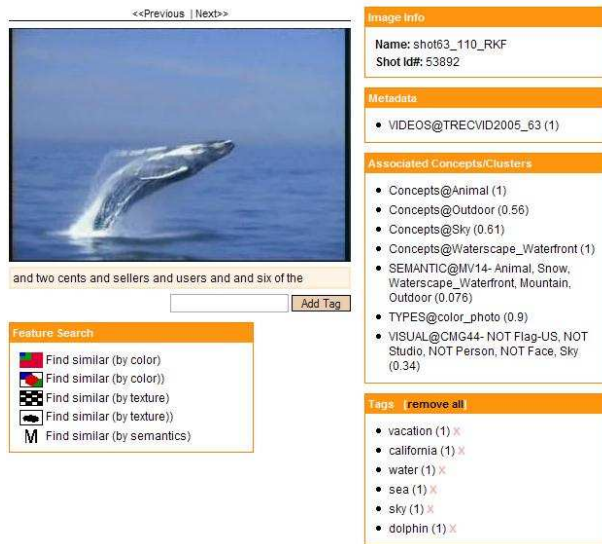 <<Previous | Next>>
and two cents and sellers and users and and six of the
Add Tag
Feature Search
Find similar (by color)
Find similar (by color))
Find similar (by texture)
Find similar (by texture))
M Find similar (by semantics)
Image Info
Name: shot63_110_RKF
Shot Id#: 53892
Metadata
VIDEOS@TRECVID2005_63 (1)
Associated Concepts/Clusters
Concepts@Animal (1)
Concepts@Outdoor (0.56)
Concepts@Sky (0.61)
Concepts@Waterscape_Waterfront (1)
SEMANTIC@MV14- Animal, Snow,
Waterscape_Waterfront, Mountain,
Outdoor (0.076)
TYPES@color_photo (0.9)
VISUAL@CMG44- NOT Flag-US, NOT
Studio, NOT Person, NOT Face, Sky
(0.34)
Tags [remove all]
vacation (1) X
california (1) X
water (1) X
sea (1) X
sky (1) X
dolphin (1) X